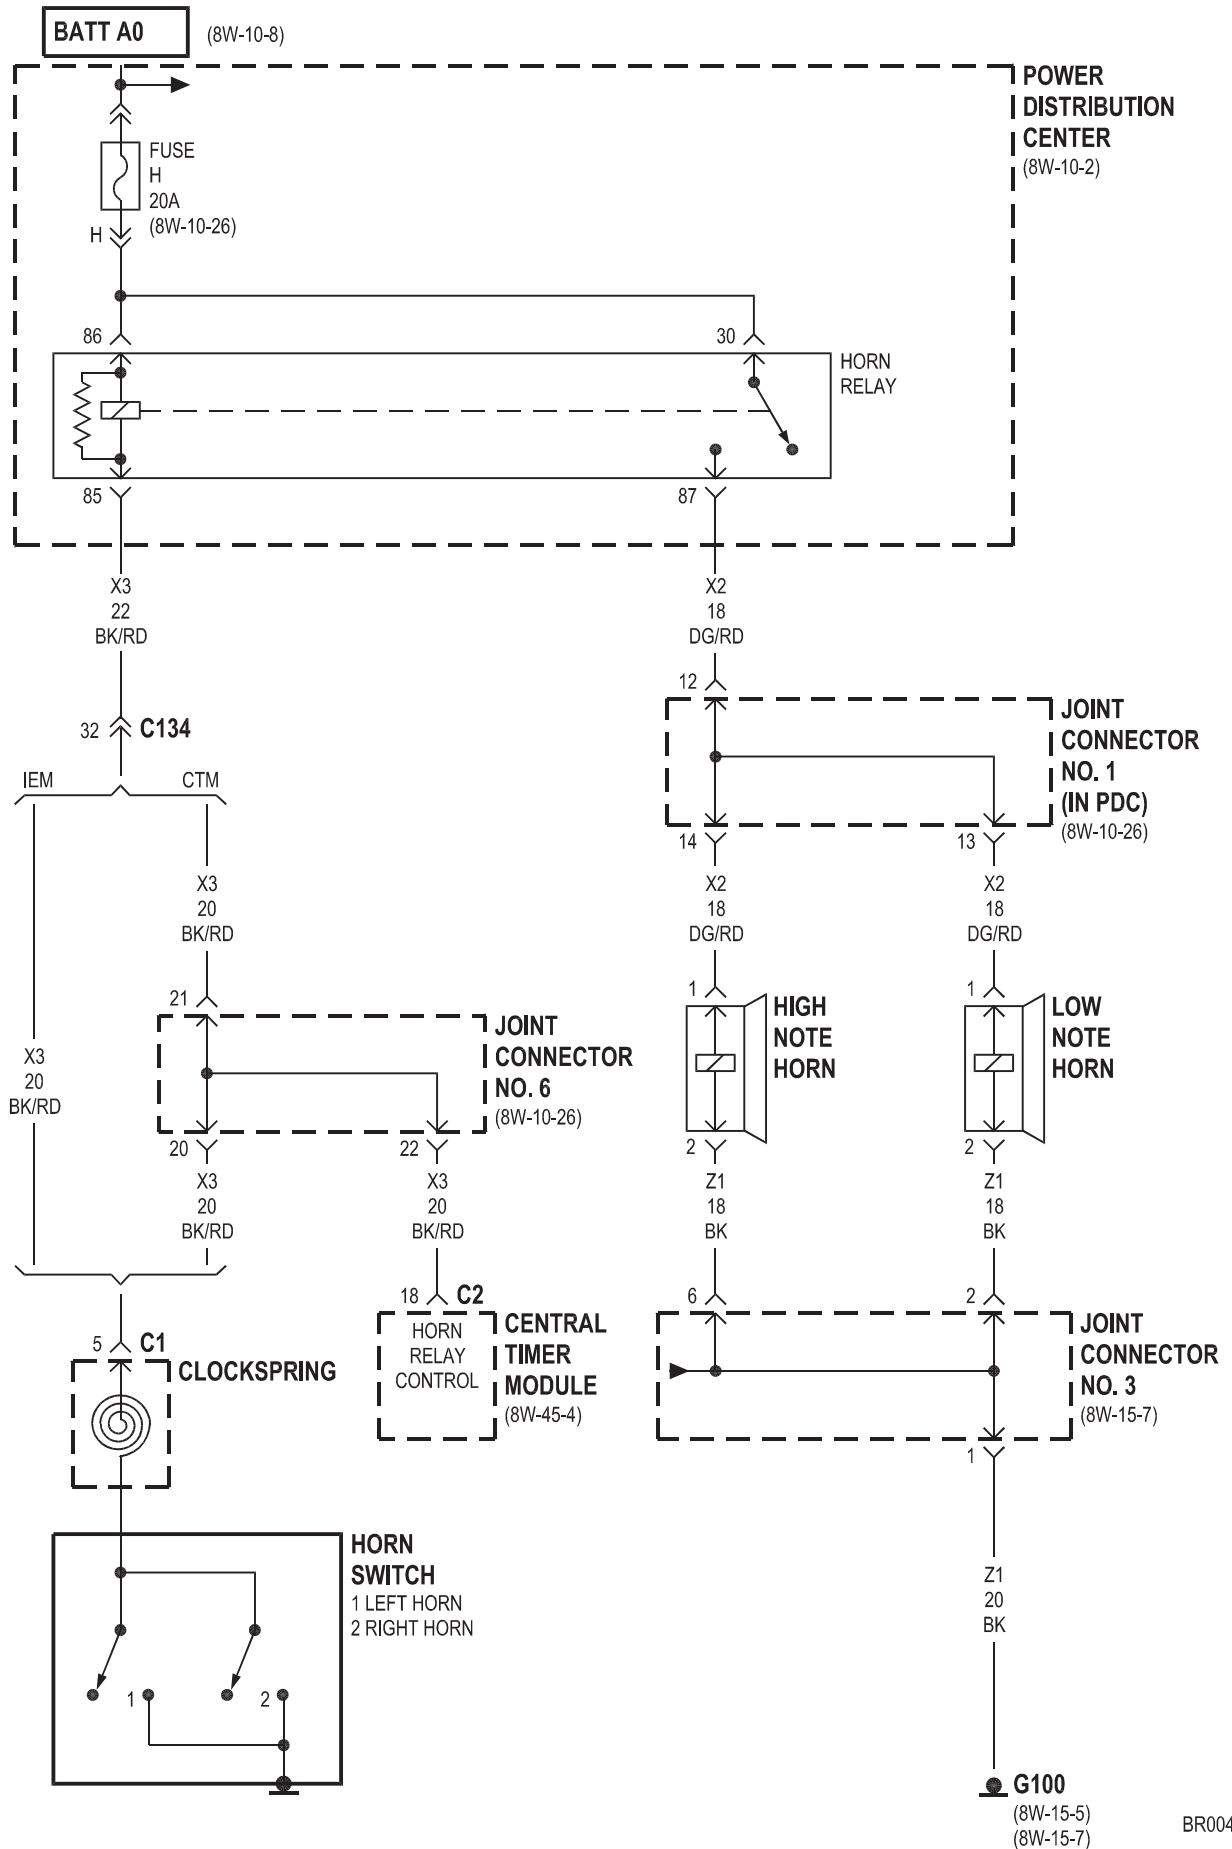 BATT A0
(8W-10-8)
POWER
DISTRIBUTION
CENTER
(8W-10-2)
FUSE
H
20A
(8W-10-26)
H
86
30
HORN
RELAY
85
87
X3
22
BK/RD
X2
18
DG/RD
12
JOINT
CONNECTOR
NO. 1
(IN PDC)
(8W-10-26)
32
C134
IEM
CTM
14
13
X3
20
BK/RD
X2
18
DG/RD
X2
18
DG/RD
21
JOINT
CONNECTOR
NO. 6
(8W-10-26)
1
HIGH
NOTE
HORN
1
LOW
NOTE
HORN
X3
20
BK/RD
20
22
2
2
X3
20
BK/RD
X3
20
BK/RD
Z1
18
BK
Z1
18
BK
18
C2
HORN
RELAY
CONTROL
CENTRAL
TIMER
MODULE
(8W-45-4)
6
2
JOINT
CONNECTOR
NO. 3
(8W-15-7)
5
C1
CLOCKSPRING
1
HORN
SWITCH
1 LEFT HORN
2 RIGHT HORN
1
2
Z1
20
BK
G100
(8W-15-5)
(8W-15-7)
BR004